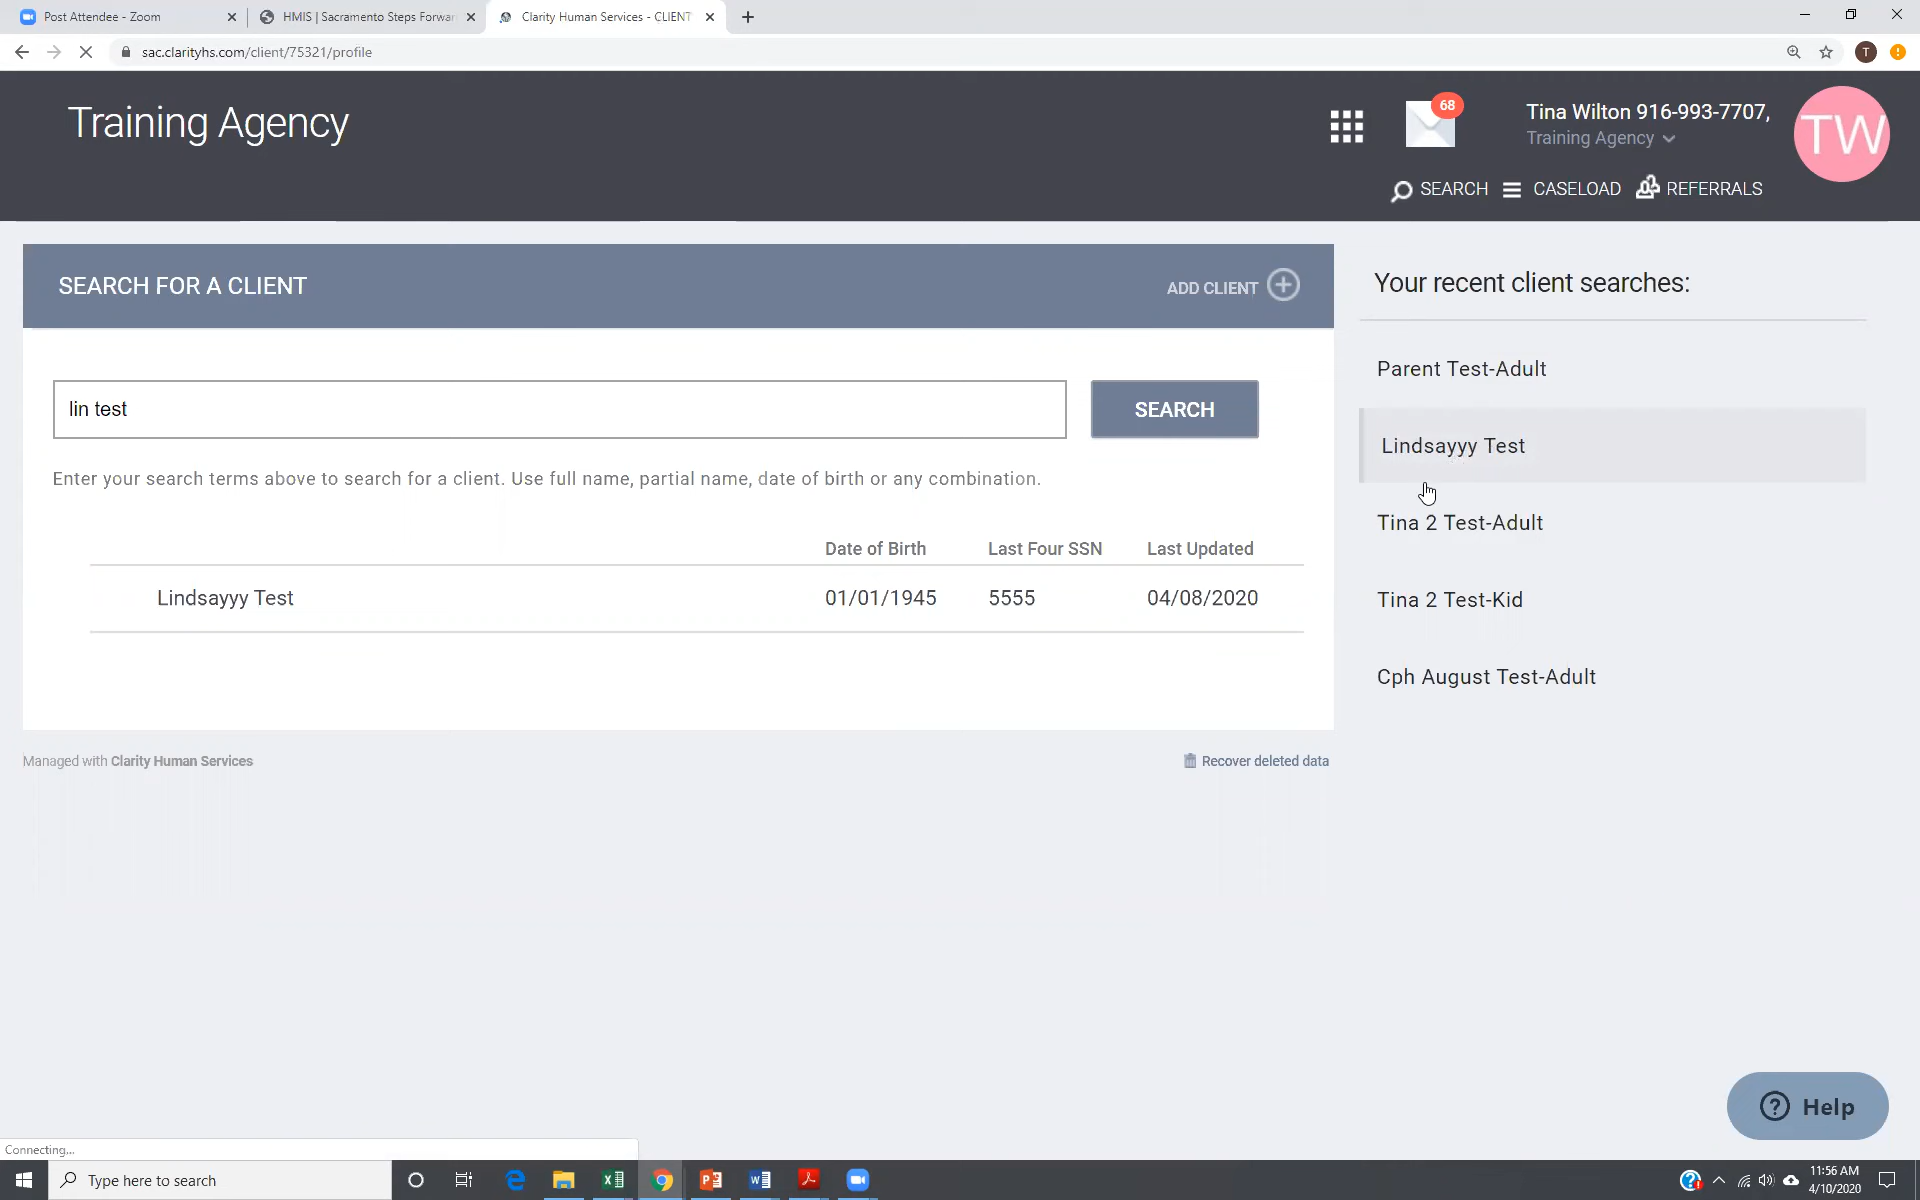 Post Attendee - Zoom
HMIS | Sacramento Steps Forwar
Clarity Human Services - CLIENT
sac.clarityhs.com/client/75321/profile
T
Training Agency
68
Tina Wilton 916-993-7707,
Training Agency
TW
SEARCH
CASELOAD
REFERRALS
SEARCH FOR A CLIENT
ADD CLIENT
lin test
SEARCH
Enter your search terms above to search for a client. Use full name, partial name, date of birth or any combination.
Date of Birth
Last Four SSN
Last Updated
Lindsayyy Test
01/01/1945
5555
04/08/2020
Managed with Clarity Human Services
Recover deleted data
Your recent client searches:
Parent Test-Adult
Lindsayyy Test
Tina 2 Test-Adult
Tina 2 Test-Kid
Cph August Test-Adult
? Help
Connecting...
Type here to search
11:56 AM
4/10/2020